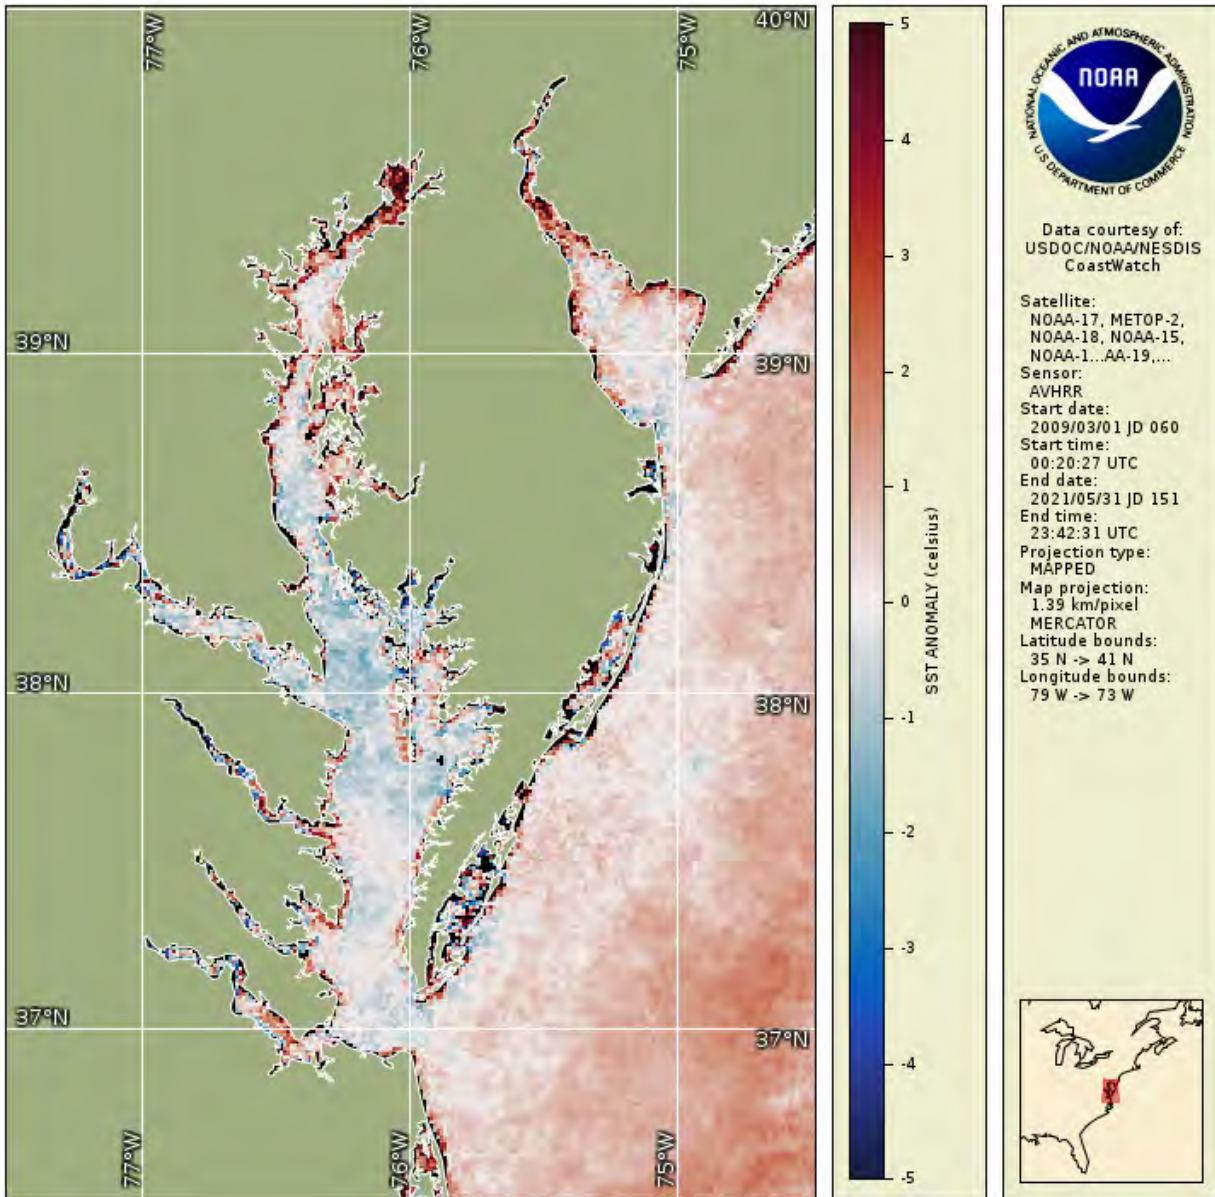 77°W
76°W
75°W
40°N
39°N
39°N
38°N
38°N
37°N
37°N
77°W
76°W
75°W
5
4
3
2
1
0
-1
-2
-3
-4
-5
SST ANOMALY (celsius)
NATIONAL OCEANIC AND ATMOSPHERIC ADMINISTRATION
NOAA
U.S. DEPARTMENT OF COMMERCE
Data courtesy of:
USDOC/NOAA/NESDIS
CoastWatch
Satellite:
NOAA-17, METOP-2,
NOAA-18, NOAA-15,
NOAA-1...AA-19,...
Sensor:
AVHRR
Start date:
2009/03/01 JD 060
Start time:
00:20:27 UTC
End date:
2021/05/31 JD 151
End time:
23:42:31 UTC
Projection type:
MAPPED
Map projection:
1.39 km/pixel
MERCATOR
Latitude bounds:
35 N -> 41 N
Longitude bounds:
79 W -> 73 W